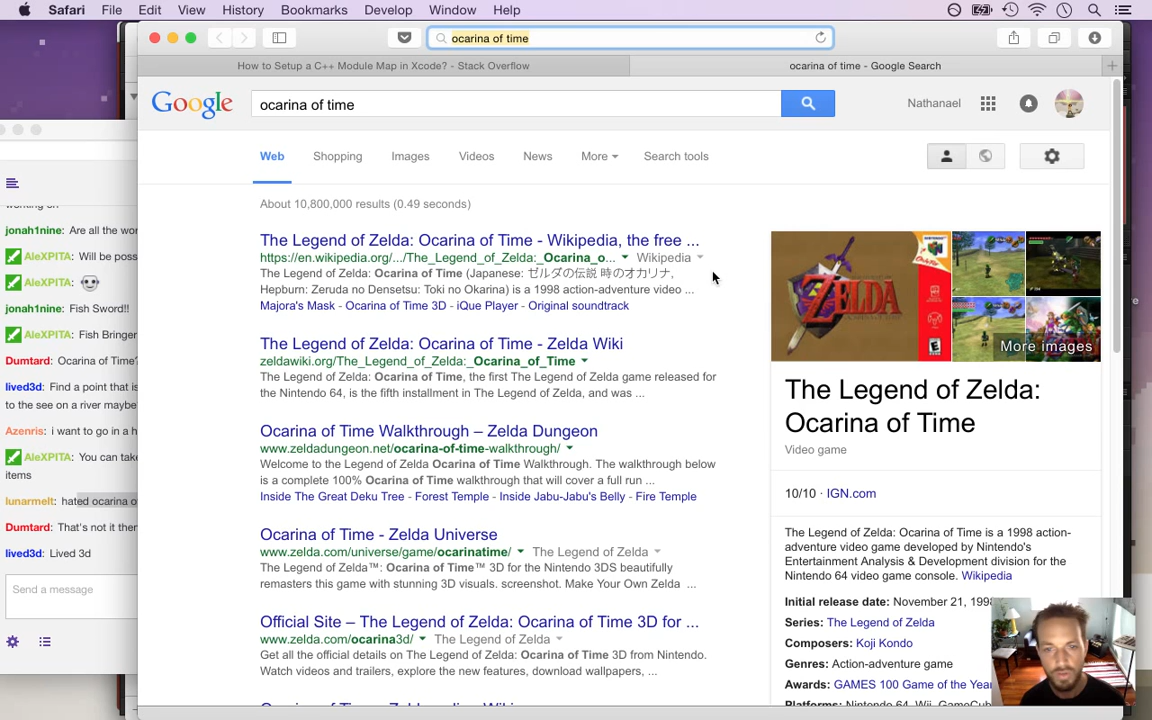 Safari File Edit View History Bookmarks Develop Window Help
ocarina of time
How to Setup a C++ Module Map in Xcode? - Stack Overflow
ocarina of time - Google Search
Google
ocarina of time
Nathanael
Web Shopping Images Videos News More Search tools
About 10,800,000 results (0.49 seconds)
The Legend of Zelda: Ocarina of Time - Wikipedia, the free ...
https://en.wikipedia.org/.../The_Legend_of_Zelda:_Ocarina_o... Wikipedia
The Legend of Zelda: Ocarina of Time (Japanese: ゼルダの伝説 時のオカリナ,
Hepburn: Zeruda no Densetsu: Toki no Okarina) is a 1998 action-adventure video ...
Majora's Mask - Ocarina of Time 3D - iQue Player - Original soundtrack
The Legend of Zelda: Ocarina of Time - Zelda Wiki
zeldawiki.org/The_Legend_of_Zelda:_Ocarina_of_Time
The Legend of Zelda: Ocarina of Time, the first The Legend of Zelda game released for
the Nintendo 64, is the fifth installment in The Legend of Zelda, and was ...
Ocarina of Time Walkthrough – Zelda Dungeon
www.zeldadungeon.net/ocarina-of-time-walkthrough/
Welcome to the Legend of Zelda Ocarina of Time Walkthrough. The walkthrough below
is a complete 100% Ocarina of Time walkthrough that will cover a full run ...
Inside The Great Deku Tree - Forest Temple - Inside Jabu-Jabu's Belly - Fire Temple
Ocarina of Time - Zelda Universe
www.zelda.com/universe/game/ocarinatime/ The Legend of Zelda
The Legend of Zelda™: Ocarina of Time™ 3D for the Nintendo 3DS beautifully
remasters this game with stunning 3D visuals. screenshot. Make Your Own Zelda ...
Official Site – The Legend of Zelda: Ocarina of Time 3D for ...
www.zelda.com/ocarina3d/ The Legend of Zelda
Get all the official details on The Legend of Zelda: Ocarina of Time 3D from Nintendo.
Watch videos and trailers, explore the new features, download wallpapers, ...
ZELDA
More images
The Legend of Zelda:
Ocarina of Time
Video game
10/10 · IGN.com
The Legend of Zelda: Ocarina of Time is a 1998 action-
adventure video game developed by Nintendo's
Entertainment Analysis & Development division for the
Nintendo 64 video game console. Wikipedia
Initial release date: November 21, 1998
Series: The Legend of Zelda
Composers: Koji Kondo
Genres: Action-adventure game
Awards: GAMES 100 Game of the Year
Platforms: Nintendo 64, Wii, GameCub
working on
jonah1nine: Are all the wor
AleXPITA: Will be poss
AleXPITA:
jonah1nine: Fish Sword!!
AleXPITA: Fish Bringer
Dumtard: Ocarina of Time?
lived3d: Find a point that is
to the see on a river maybe
Azenris: i want to go in a h
AleXPITA: You can take
items
lunarmelt: hated ocarina o
Dumtard: That's not it then
lived3d: Lived 3d
Send a message